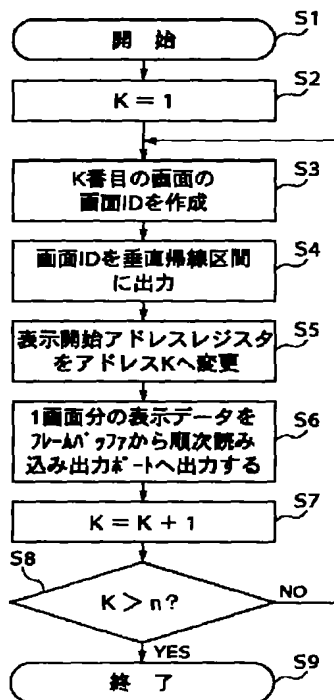 S1
開始
S2
K = 1
S3
K番目の画面の
画面IDを作成
S4
画面IDを垂直帰線区間
に出力
S5
表示開始アドレスレジスタ
をアドレスKへ変更
S6
1画面分の表示データを
ﾌﾚｰﾑﾊﾞｯﾌｧから順次読み
込み出力ﾎﾟｰﾄへ出力する
S7
K = K + 1
S8
K > n?
NO
YES
S9
終了